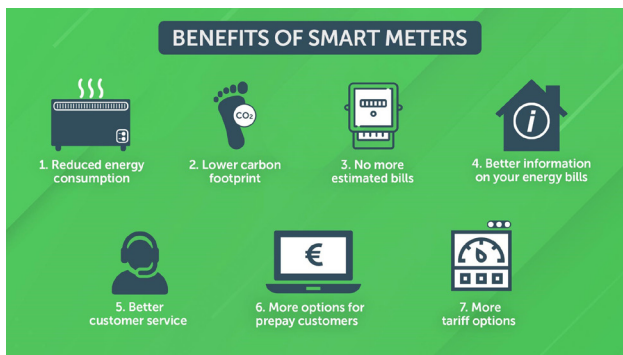 BENEFITS OF SMART METERS
CO₂
i
1. Reduced energy
consumption
2. Lower carbon
footprint
3. No more
estimated bills
4. Better information
on your energy bills
€
5. Better
customer service
6. More options for
prepay customers
7. More
tariff options